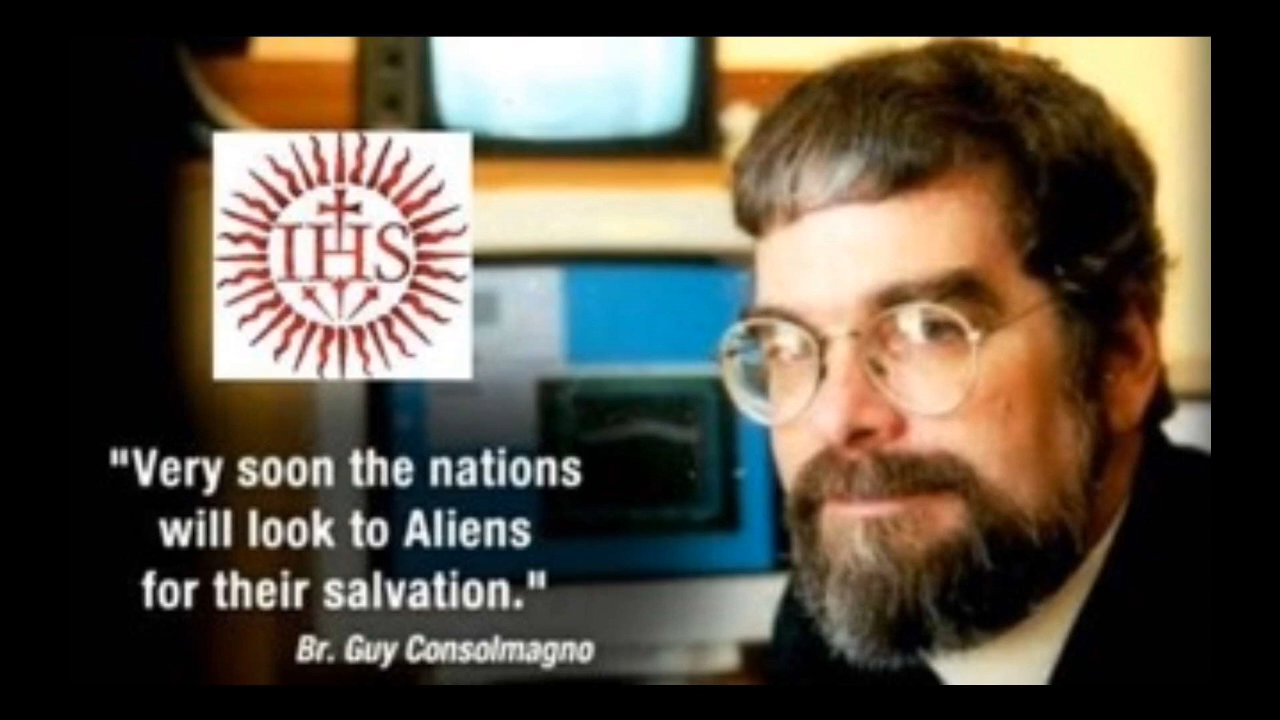 IHS
"Very soon the nations
will look to Aliens
for their salvation."
Br. Guy Consolmagno